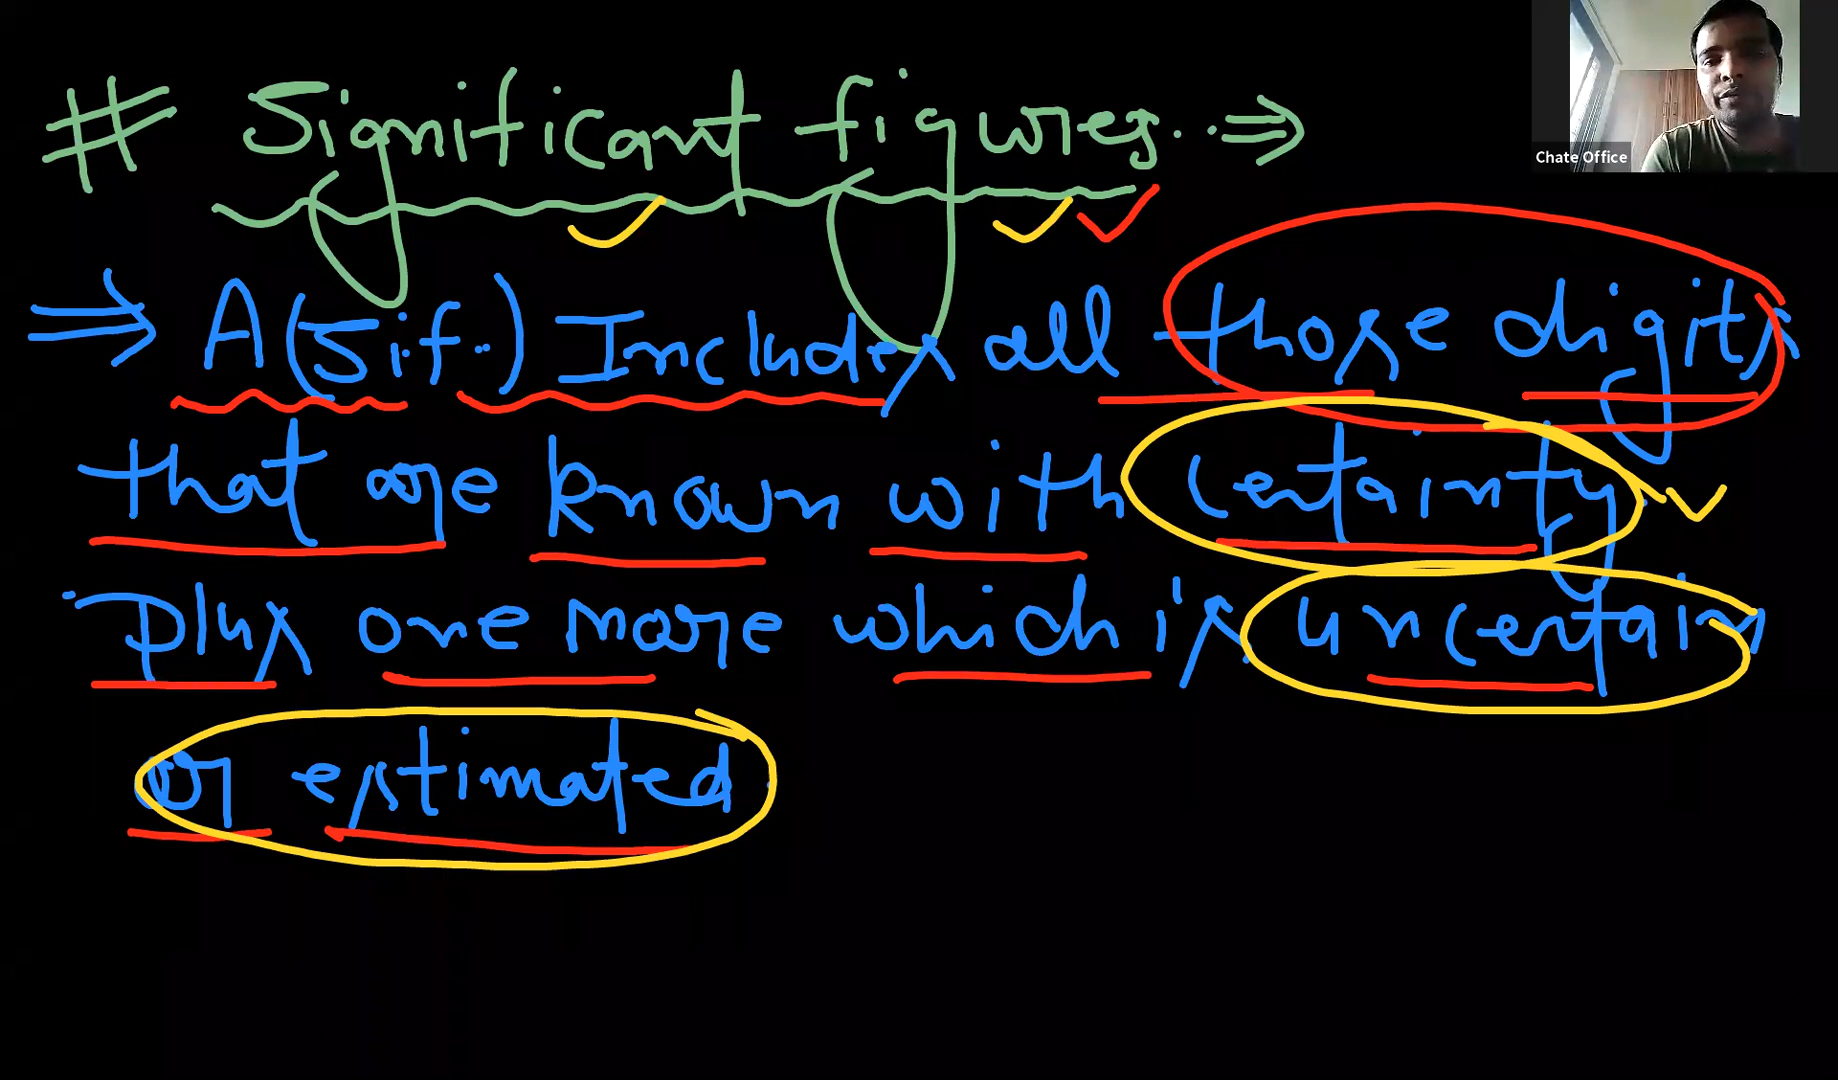 # Significant figures..⇒
Chate Office
⇒ A (S.f..) Includes all those digits
that are known with certainty
plus one more which is uncertain
or estimated